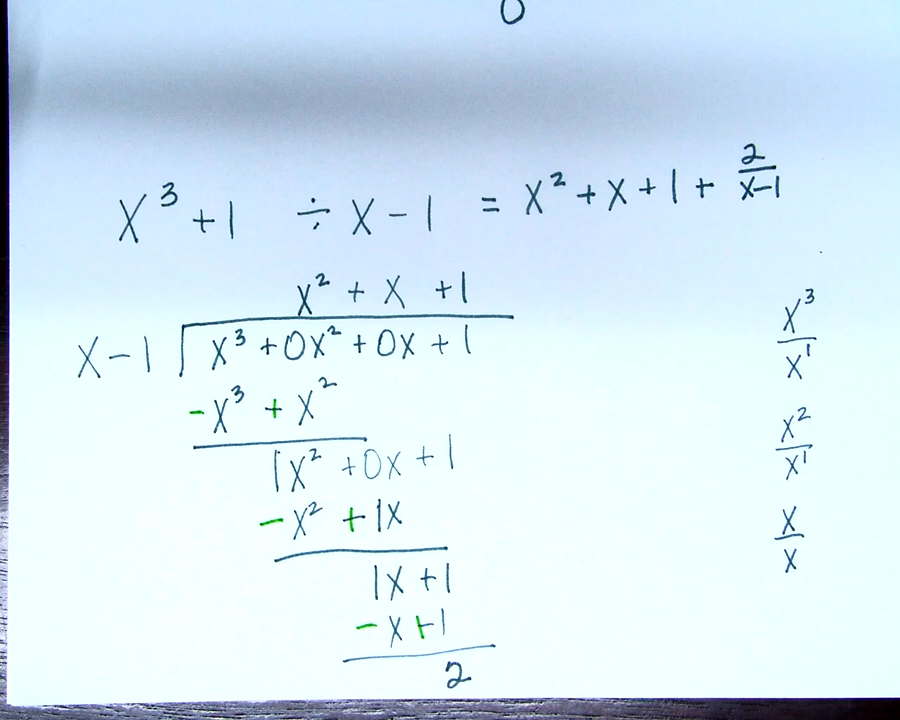 0
x³ + 1 ÷ x - 1 = x² + x + 1 + 2/(x-1)
x² + x + 1
x - 1 x³ + 0x² + 0x + 1
x³/x¹
-x³ + x²
1x² + 0x + 1
x²/x¹
-x² + 1x
x/x
1x + 1
-x + 1
2